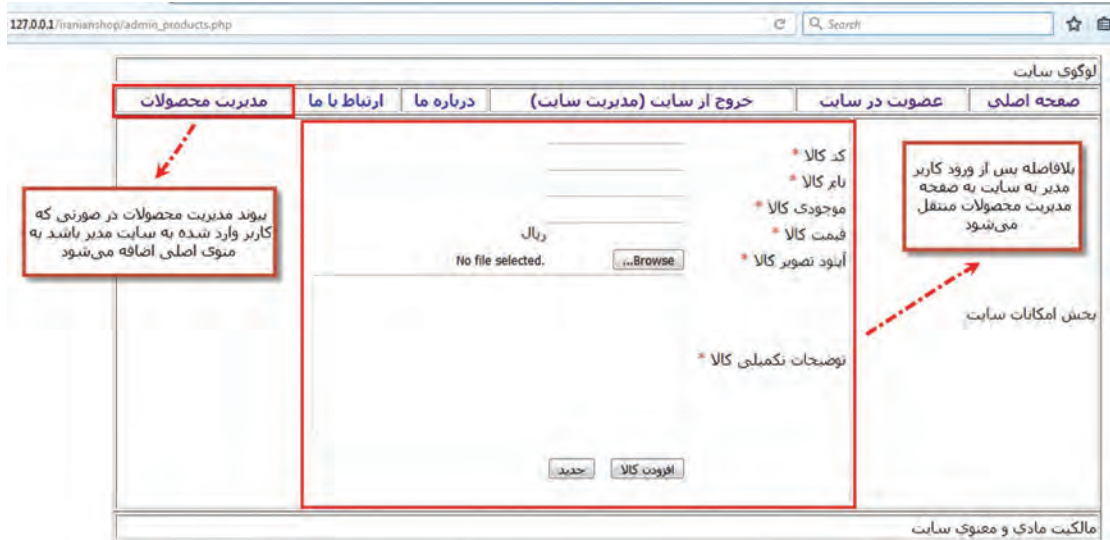 127.0.0.1/iranianshop/admin_products.php
Search
لوگوی سایت
صفحه اصلی
عضویت در سایت
خروج از سایت (مدیریت سایت)
درباره ما
ارتباط با ما
مدیریت محصولات
بلافاصله پس از ورود کاربر
مدیر به سایت به صفحه
مدیریت محصولات منتقل
می‌شود
کد کالا *
نام کالا *
موجودی کالا *
قیمت کالا *
ریال
آپلود تصویر کالا *
Browse...
No file selected.
توضیحات تکمیلی کالا *
افزودن کالا
جدید
پیوند مدیریت محصولات در صورتی که
کاربر وارد شده به سایت مدیر باشد به
منوی اصلی اضافه می‌شود
بخش امکانات سایت
مالکیت مادی و معنوی سایت